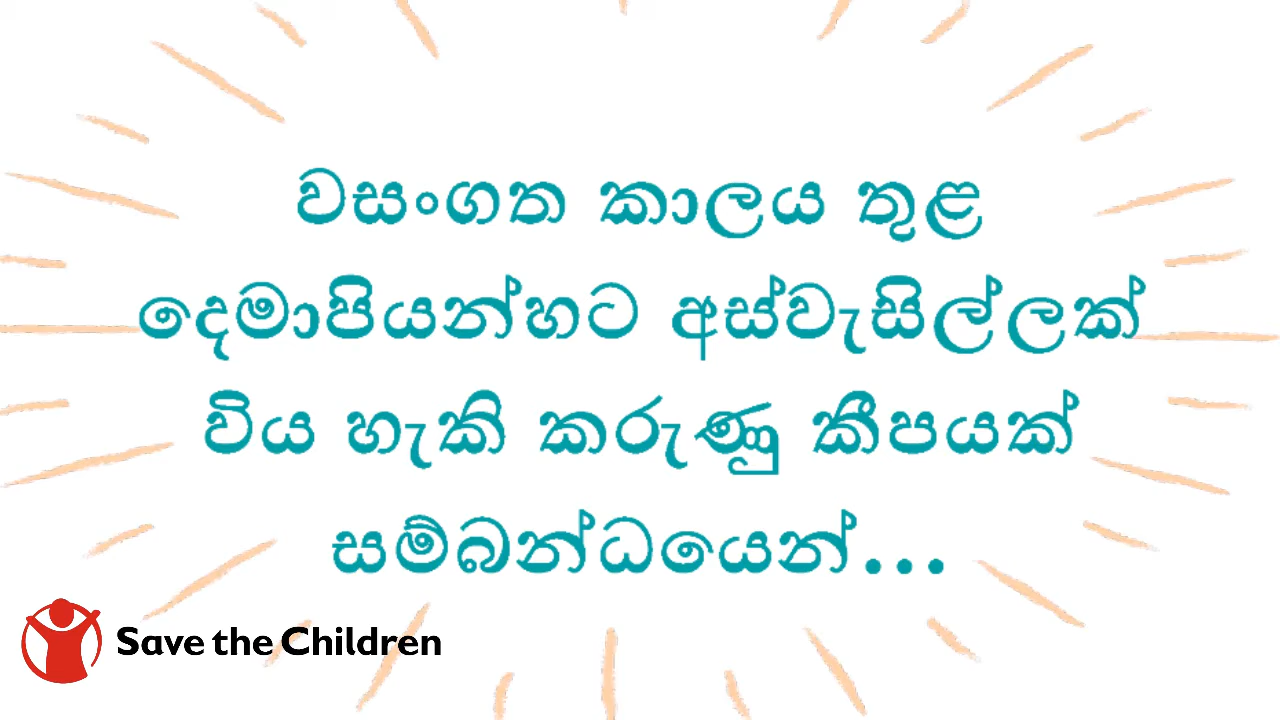 වසංගත කාලය තුළ
දෙමාපියන්හට අස්වැසිල්ලක්
විය හැකි කරුණු කීපයක්
සම්බන්ධයෙන්...
Save the Children